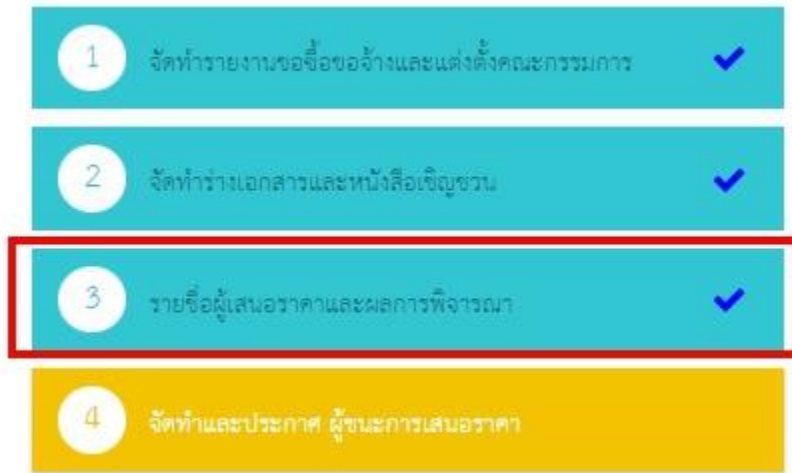 1 จัดทำรายงานขอซื้อขอจ้างและแต่งตั้งคณะกรรมการ
2 จัดทำร่างเอกสารและหนังสือเชิญชวน
3 รายชื่อผู้เสนอราคาและผลการพิจารณา
4 จัดทำและประกาศ ผู้ชนะการเสนอราคา